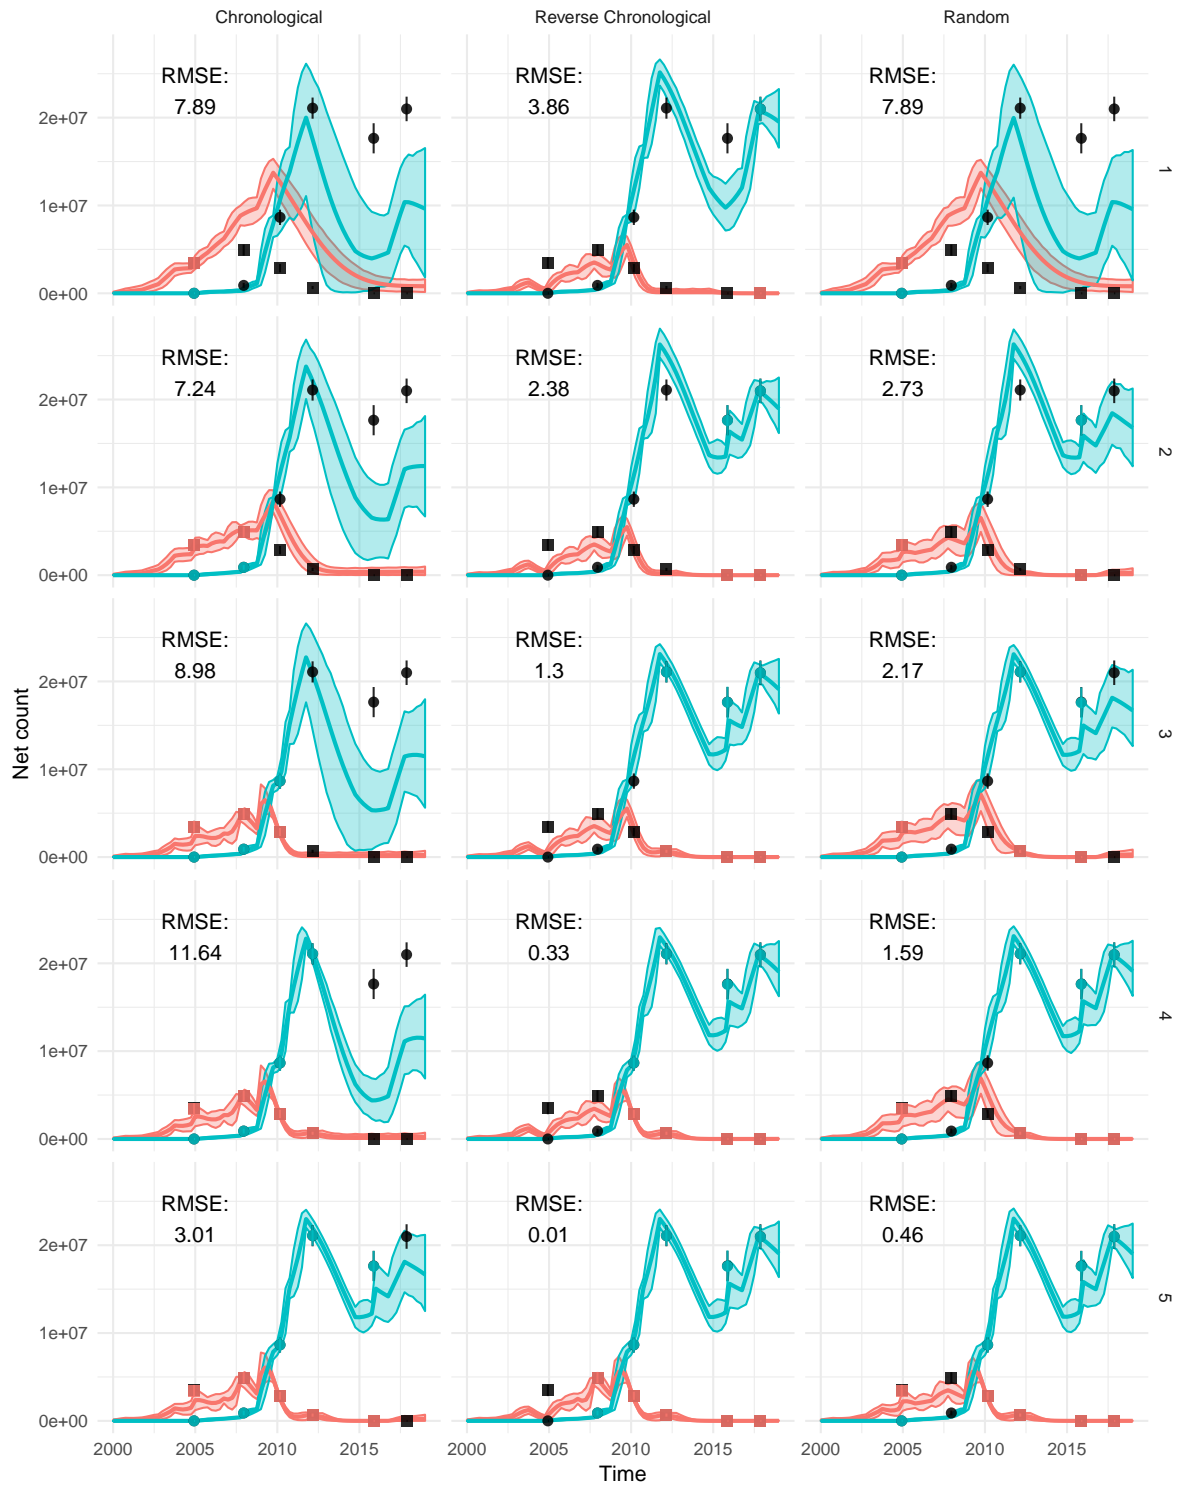 Chronological Reverse Chronological Random
RMSE: RMSE: RMSE:
7.89 3.86 7.89
2e+07
1e+07
0e+00
1
RMSE: RMSE: RMSE:
7.24 2.38 2.73
2e+07
1e+07
0e+00
2
RMSE: RMSE: RMSE:
8.98 1.3 2.17
2e+07
1e+07
0e+00
3
Net count
RMSE: RMSE: RMSE:
11.64 0.33 1.59
2e+07
1e+07
0e+00
4
RMSE: RMSE: RMSE:
3.01 0.01 0.46
2e+07
1e+07
0e+00
5
2000 2005 2010 2015 2000 2005 2010 2015 2000 2005 2010 2015
Time